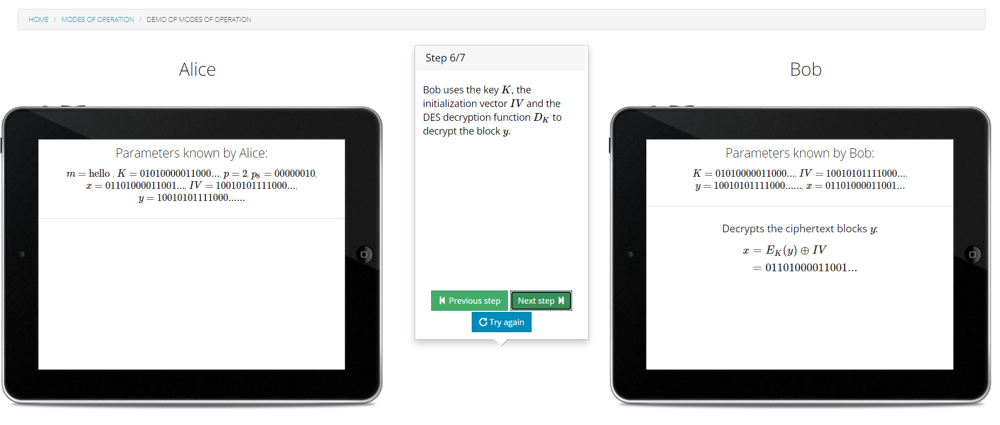 HOME / MODES OF OPERATION / DEMO OF MODES OF OPERATION
Alice
Parameters known by Alice:
m = hello , K = 01010000011000..., p = 2, p₈ = 00000010,
x = 01101000011001..., IV = 10010101111000...,
y = 10010101111000......
Step 6/7
Bob uses the key K, the
initialization vector IV and the
DES decryption function D_K to
decrypt the block y.
Previous step Next step
Try again
Bob
Parameters known by Bob:
K = 01010000011000..., IV = 10010101111000...,
y = 10010101111000......, x = 01101000011001...
Decrypts the ciphertext blocks y:
x = E_K(y) ⊕ IV
= 01101000011001...